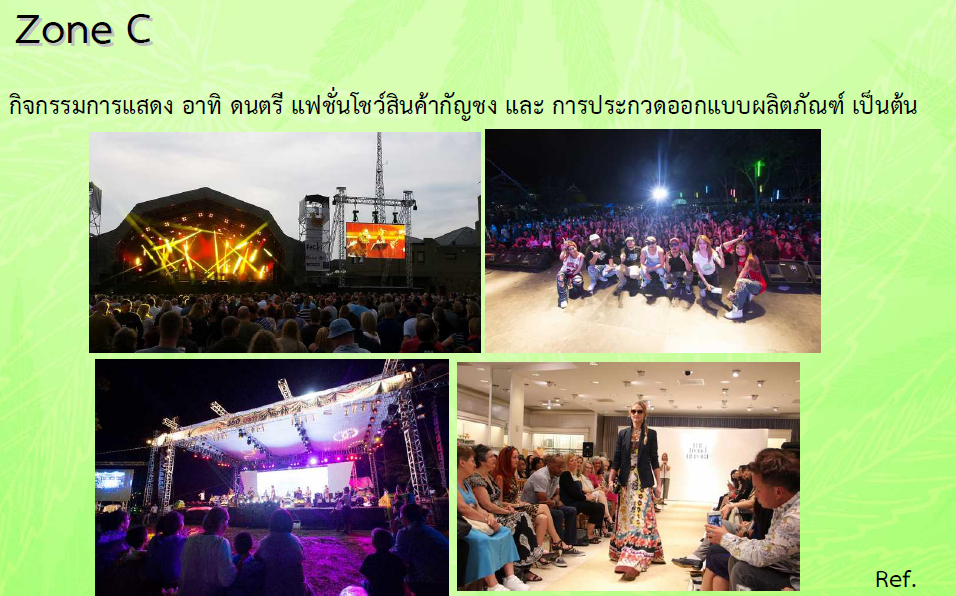 Zone C
กิจกรรมการแสดง อาทิ ดนตรี แฟชั่นโชว์สินค้ากัญชง และ การประกวดออกแบบผลิตภัณฑ์ เป็นต้น
Ref.